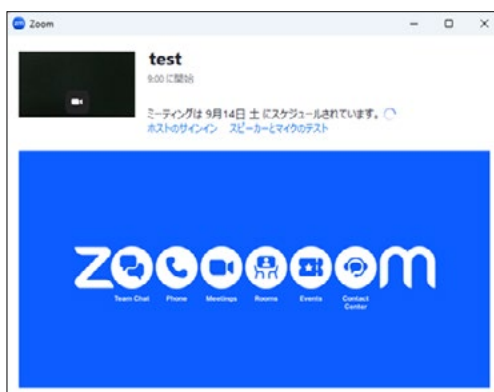 Zoom
test
9:00 に開始
ミーティングは 9月14日 土 にスケジュールされています。
ホストのサインイン スピーカーとマイクのテスト
zoooooom
Team Chat Phone Meetings Rooms Events Contact Center